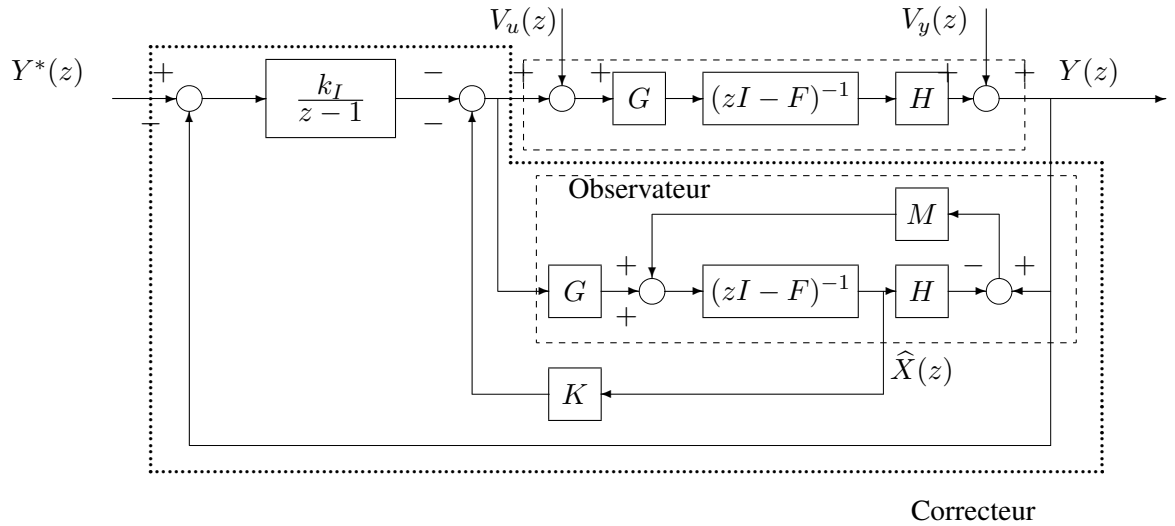 V_u(z)
V_y(z)
Y*(z)
+
−
k_I
z − 1
−
−
+
+
G
(zI − F)^{-1}
H
+
+
Y(z)
Observateur
M
G
+
+
(zI − F)^{-1}
H
−
+
K
X̂(z)
Correcteur